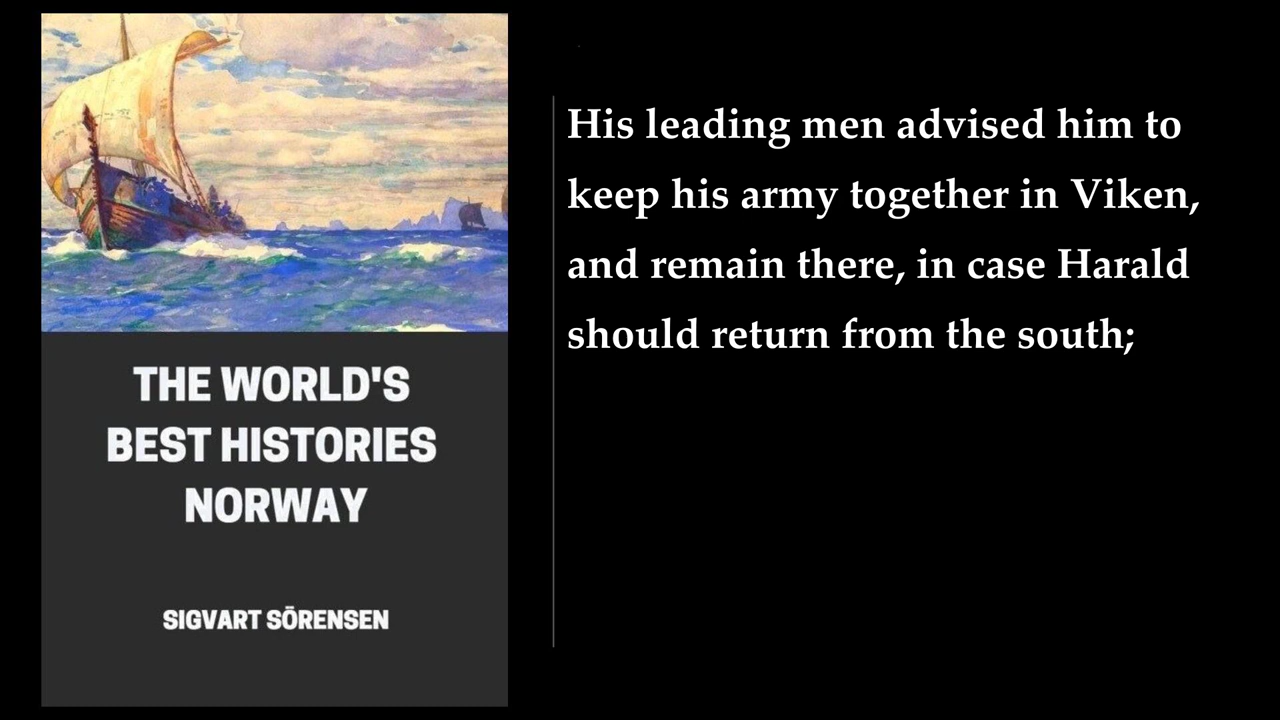 THE WORLD'S
BEST HISTORIES
NORWAY
SIGVART SÖRENSEN
His leading men advised him to
keep his army together in Viken,
and remain there, in case Harald
should return from the south;